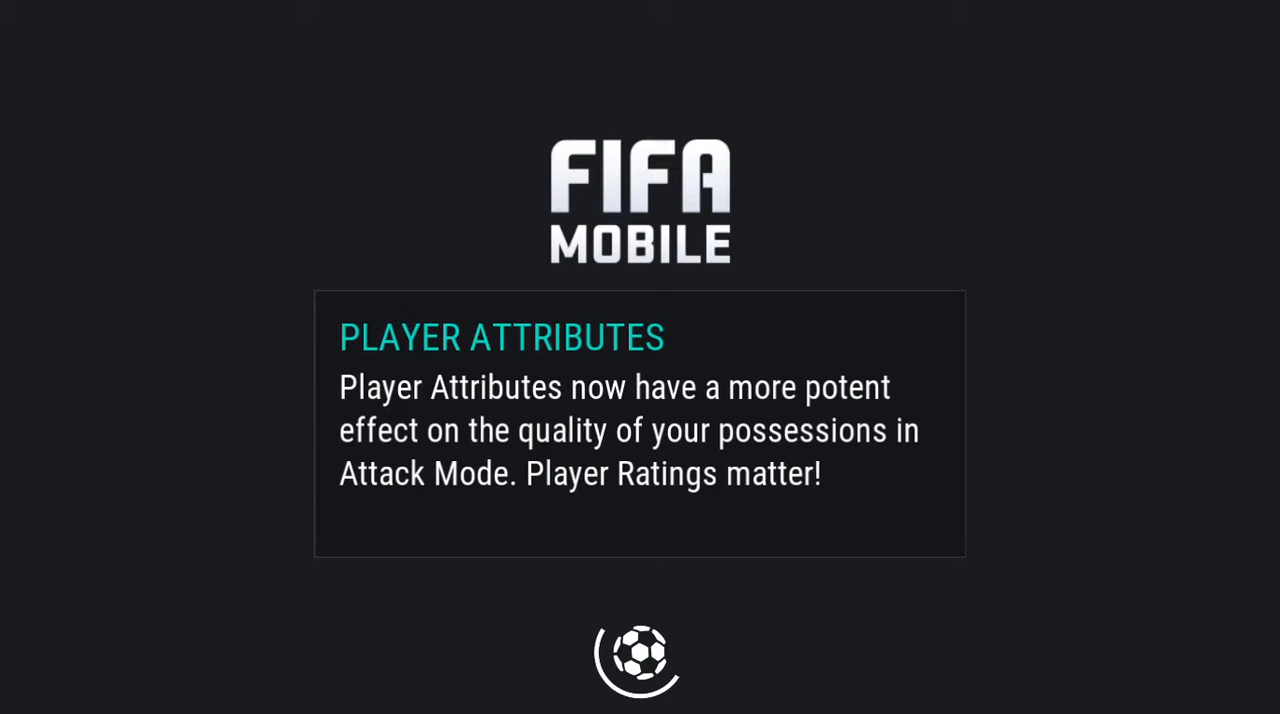 FIFA
MOBILE
PLAYER ATTRIBUTES
Player Attributes now have a more potent
effect on the quality of your possessions in
Attack Mode. Player Ratings matter!